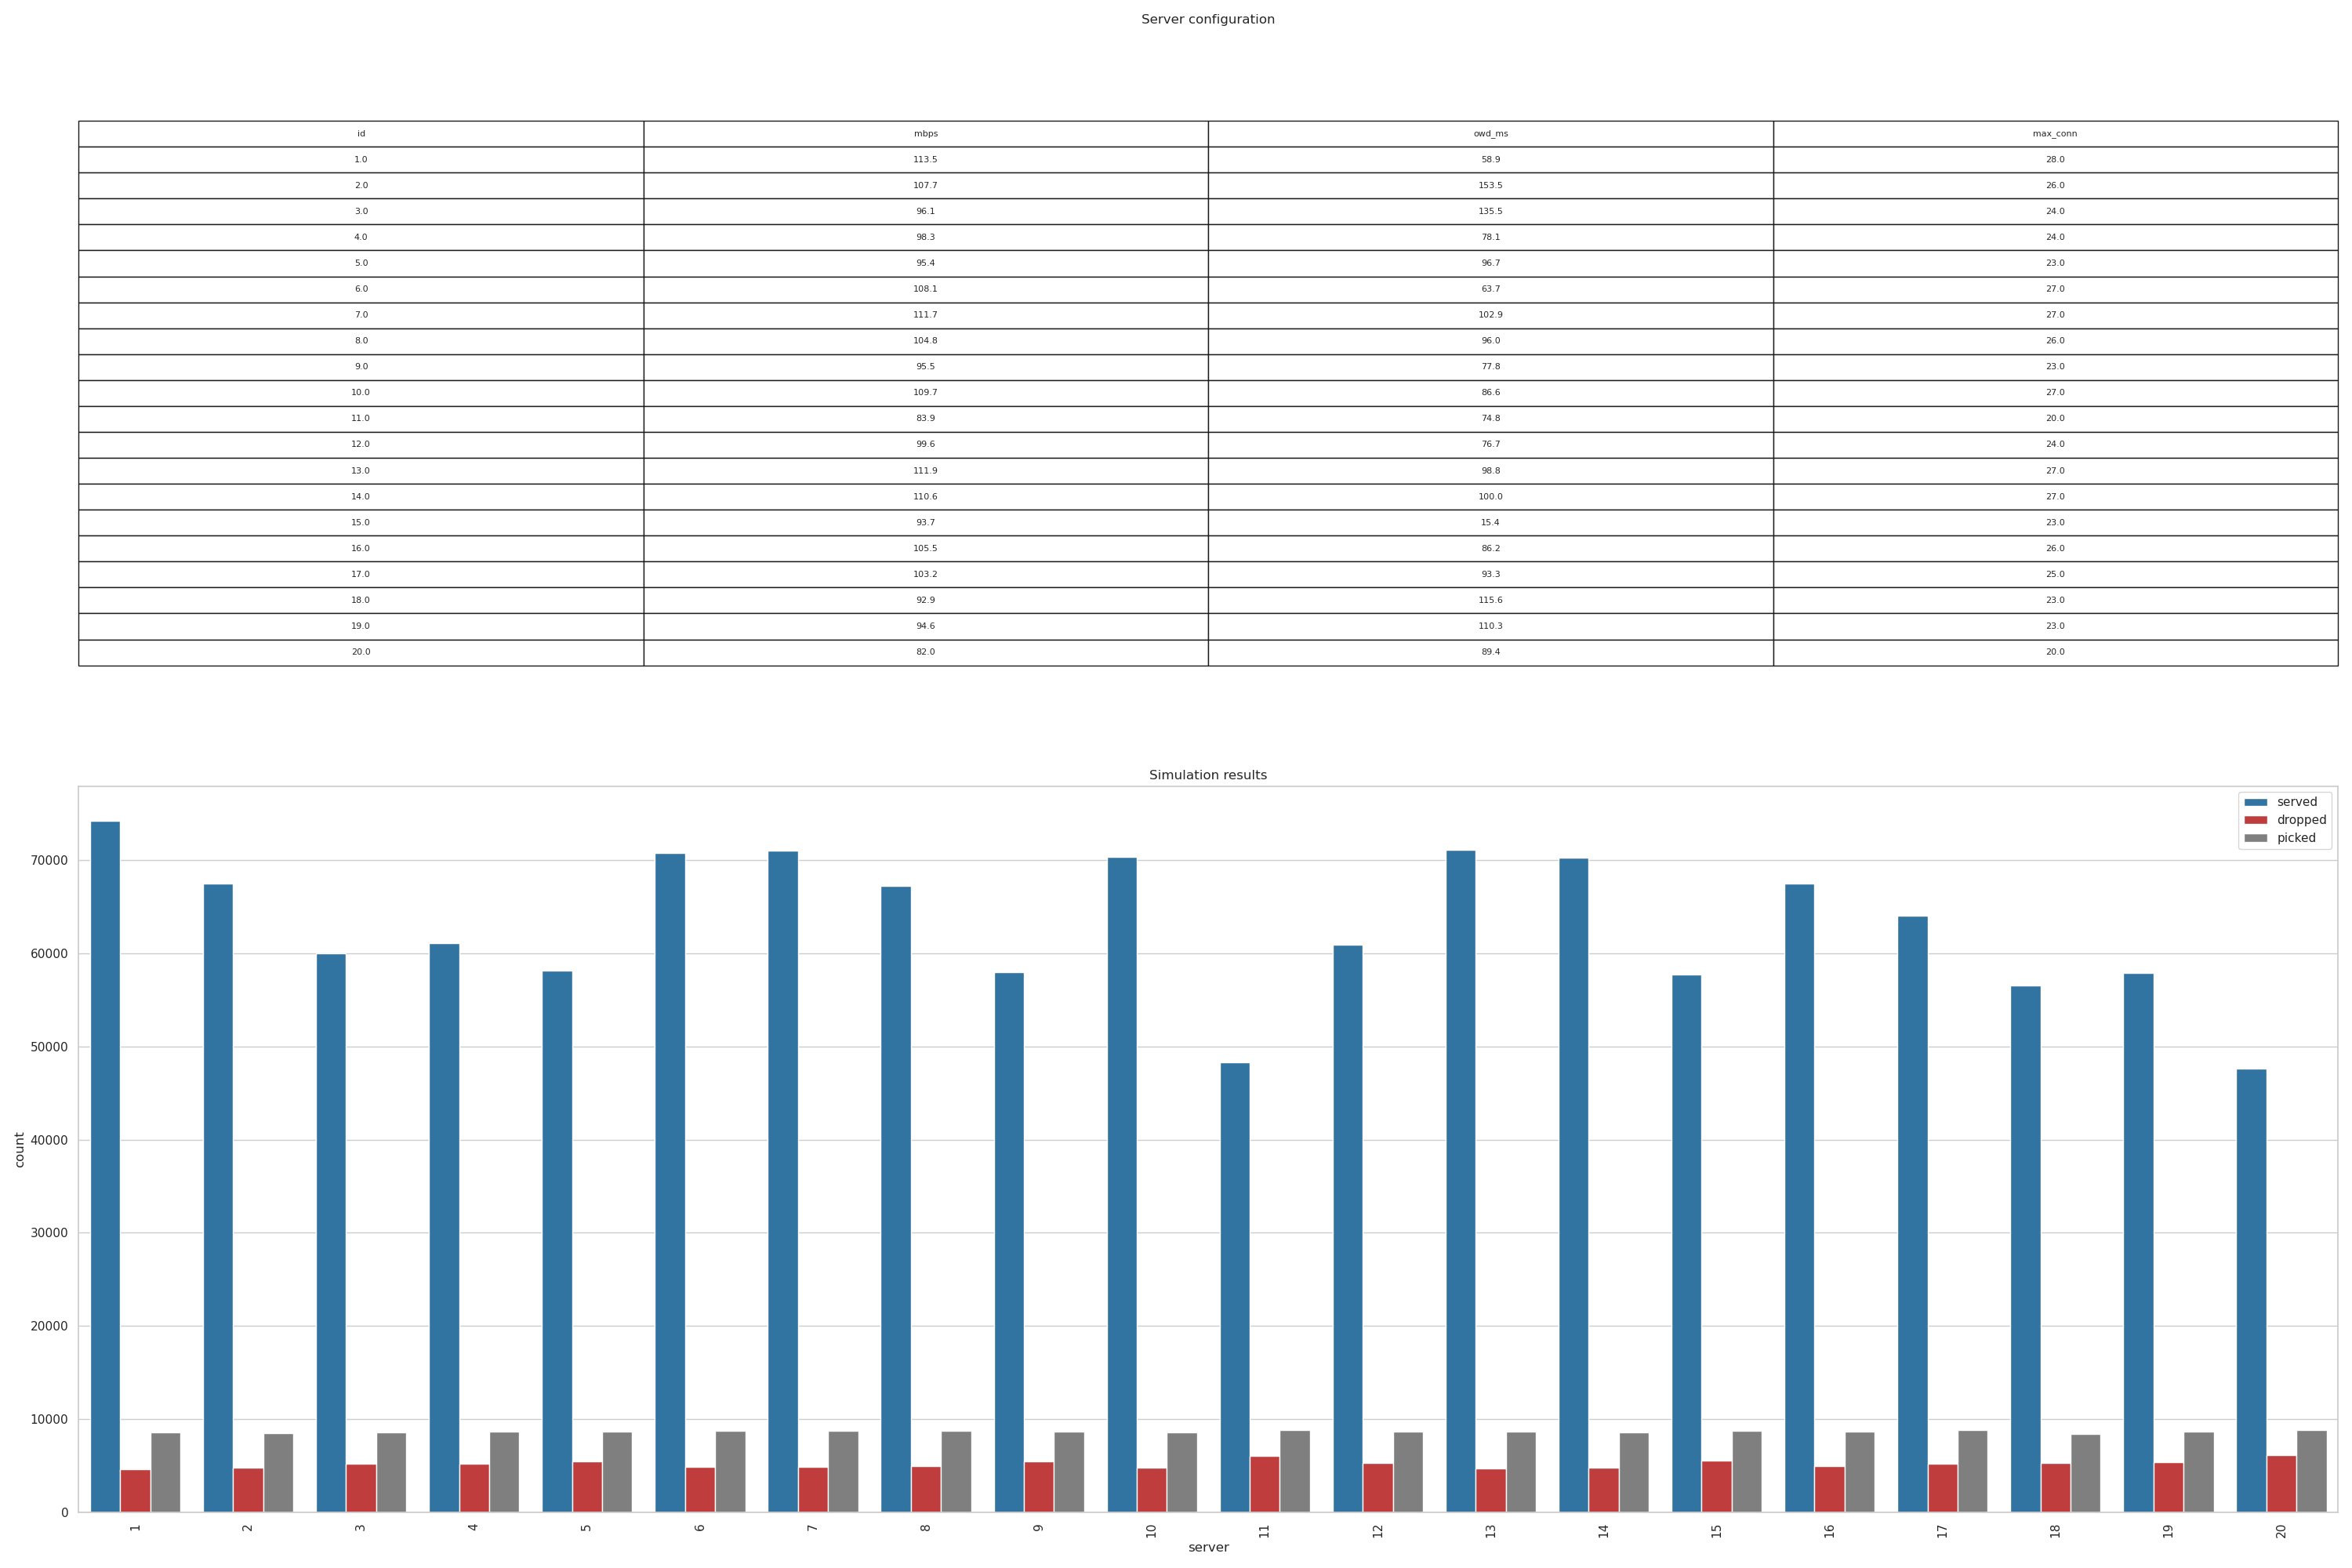 Server configuration
id mbps owd_ms max_conn
1.0 113.5 58.9 28.0
2.0 107.7 153.5 26.0
3.0 96.1 135.5 24.0
4.0 98.3 78.1 24.0
5.0 95.4 96.7 23.0
6.0 108.1 63.7 27.0
7.0 111.7 102.9 27.0
8.0 104.8 96.0 26.0
9.0 95.5 77.8 23.0
10.0 109.7 86.6 27.0
11.0 83.9 74.8 20.0
12.0 99.6 76.7 24.0
13.0 111.9 98.8 27.0
14.0 110.6 100.0 27.0
15.0 93.7 15.4 23.0
16.0 105.5 86.2 26.0
17.0 103.2 93.3 25.0
18.0 92.9 115.6 23.0
19.0 94.6 110.3 23.0
20.0 82.0 89.4 20.0
Simulation results
served
dropped
picked
70000
60000
50000
40000
30000
20000
10000
0
count
1 2 3 4 5 6 7 8 9 10 11 12 13 14 15 16 17 18 19 20
server